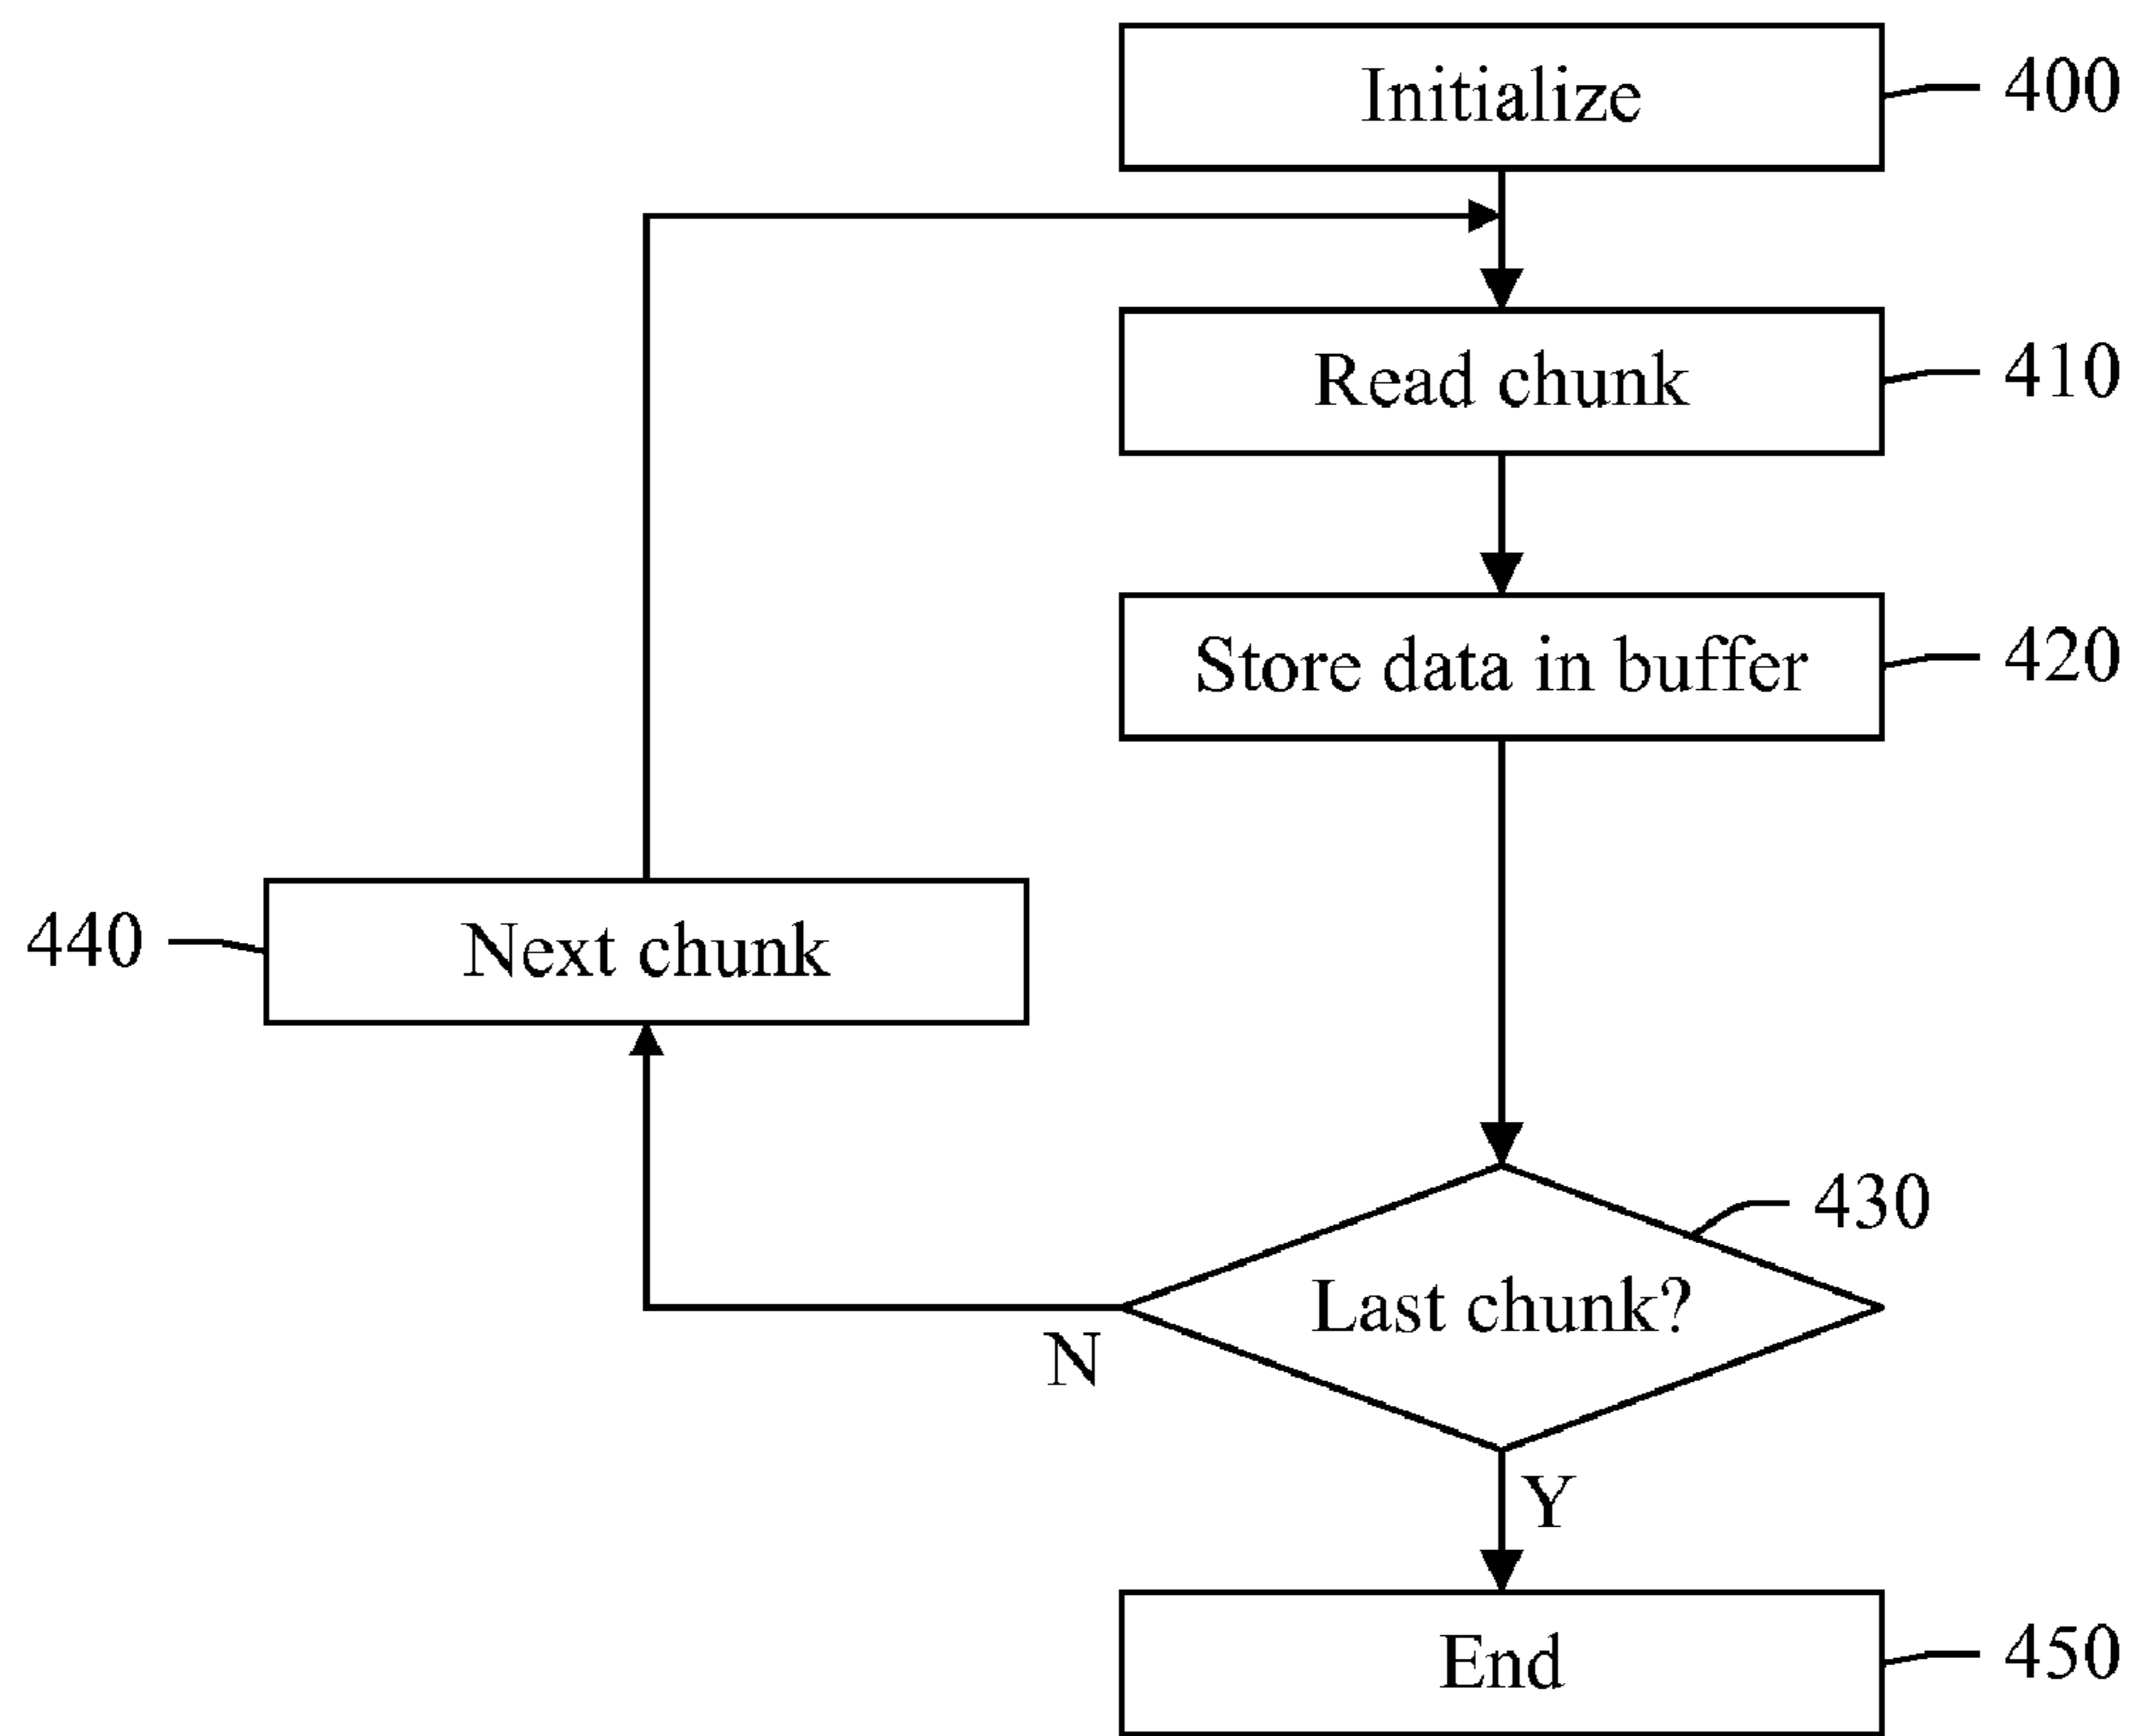 Initialize
400
Read chunk
410
Store data in buffer
420
440
Next chunk
430
Last chunk?
N
Y
End
450